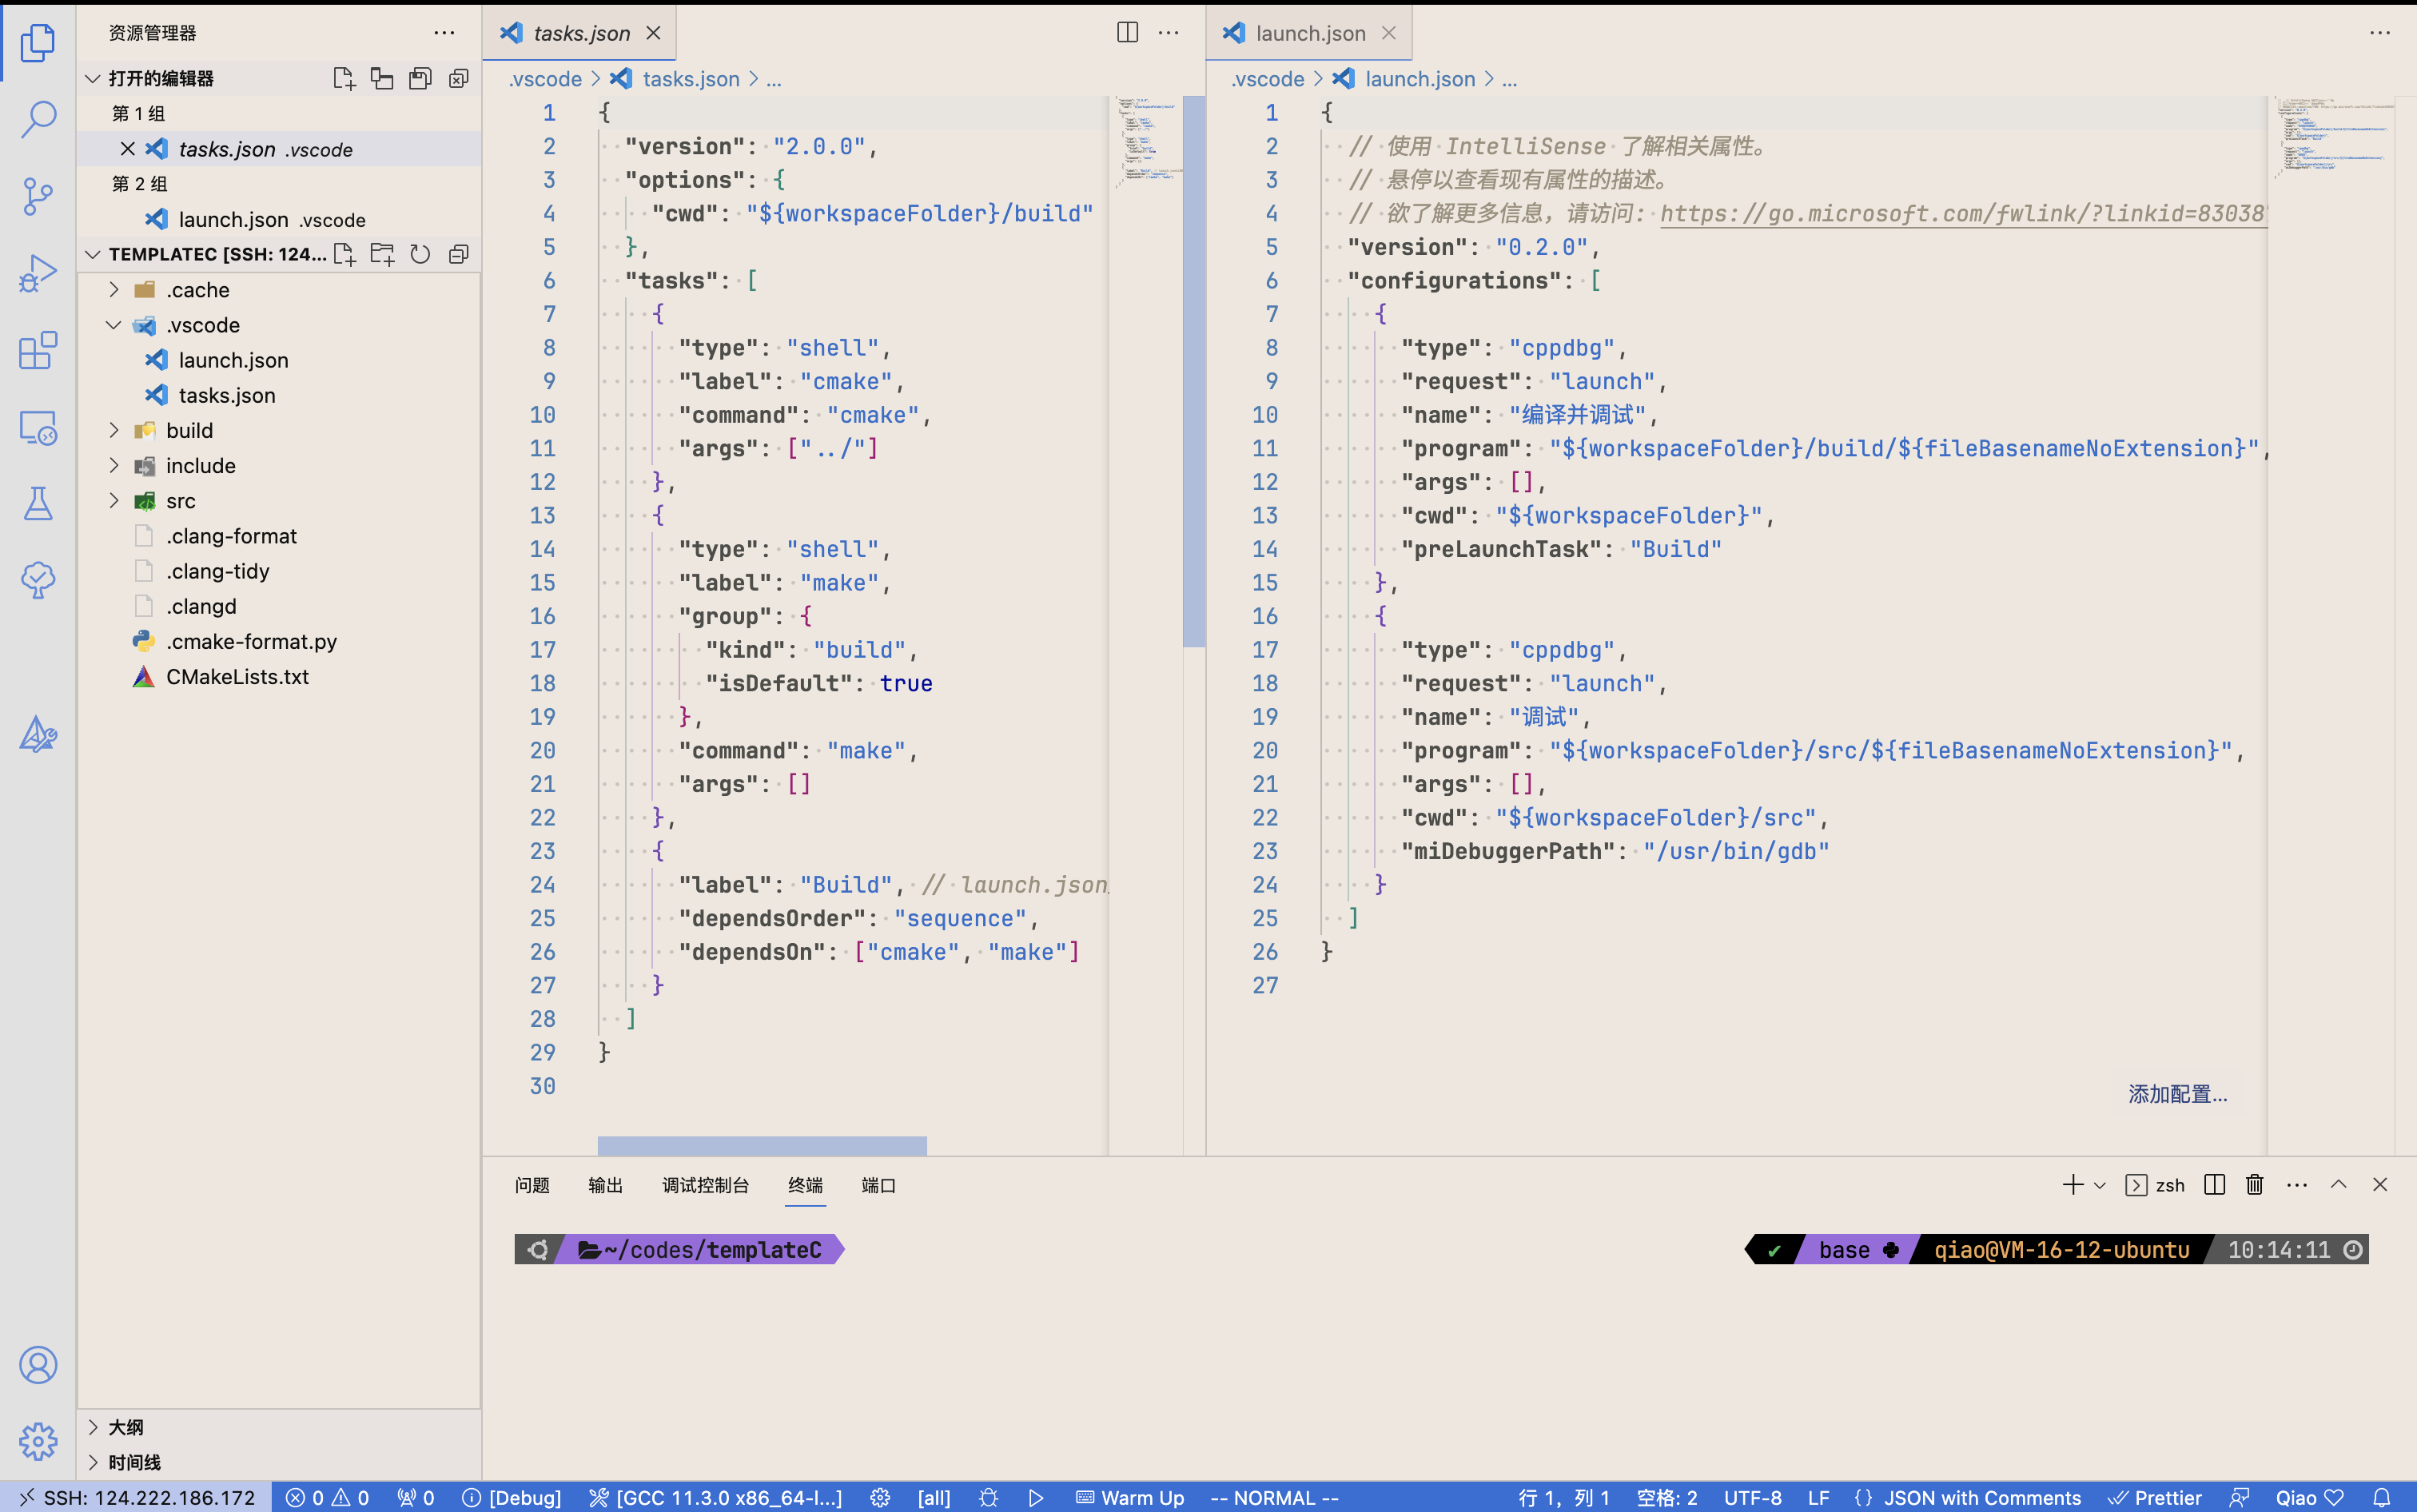 资源管理器
打开的编辑器
第 1 组
tasks.json .vscode
第 2 组
launch.json .vscode
TEMPLATEC [SSH: 124...
.cache
.vscode
launch.json
tasks.json
build
include
src
.clang-format
.clang-tidy
.clangd
.cmake-format.py
CMakeLists.txt
大纲
时间线
tasks.json
.vscode > tasks.json > ...
1 {
2 "version": "2.0.0",
3 "options": {
4 "cwd": "${workspaceFolder}/build"
5 },
6 "tasks": [
7 {
8 "type": "shell",
9 "label": "cmake",
10 "command": "cmake",
11 "args": ["../"]
12 },
13 {
14 "type": "shell",
15 "label": "make",
16 "group": {
17 "kind": "build",
18 "isDefault": true
19 },
20 "command": "make",
21 "args": []
22 },
23 {
24 "label": "Build", // launch.json
25 "dependsOrder": "sequence",
26 "dependsOn": ["cmake", "make"]
27 }
28 ]
29 }
30
launch.json
.vscode > launch.json > ...
1 {
2 // 使用 IntelliSense 了解相关属性。
3 // 悬停以查看现有属性的描述。
4 // 欲了解更多信息，请访问: https://go.microsoft.com/fwlink/?linkid=83038
5 "version": "0.2.0",
6 "configurations": [
7 {
8 "type": "cppdbg",
9 "request": "launch",
10 "name": "编译并调试",
11 "program": "${workspaceFolder}/build/${fileBasenameNoExtension}",
12 "args": [],
13 "cwd": "${workspaceFolder}",
14 "preLaunchTask": "Build"
15 },
16 {
17 "type": "cppdbg",
18 "request": "launch",
19 "name": "调试",
20 "program": "${workspaceFolder}/src/${fileBasenameNoExtension}",
21 "args": [],
22 "cwd": "${workspaceFolder}/src",
23 "miDebuggerPath": "/usr/bin/gdb"
24 }
25 ]
26 }
27
添加配置...
问题 输出 调试控制台 终端 端口
zsh
~/codes/templateC
✔ base qiao@VM-16-12-ubuntu 10:14:11
SSH: 124.222.186.172 0 0 0 [Debug] [GCC 11.3.0 x86_64-l...] [all] Warm Up -- NORMAL -- 行 1，列 1 空格: 2 UTF-8 LF {} JSON with Comments Prettier Qiao